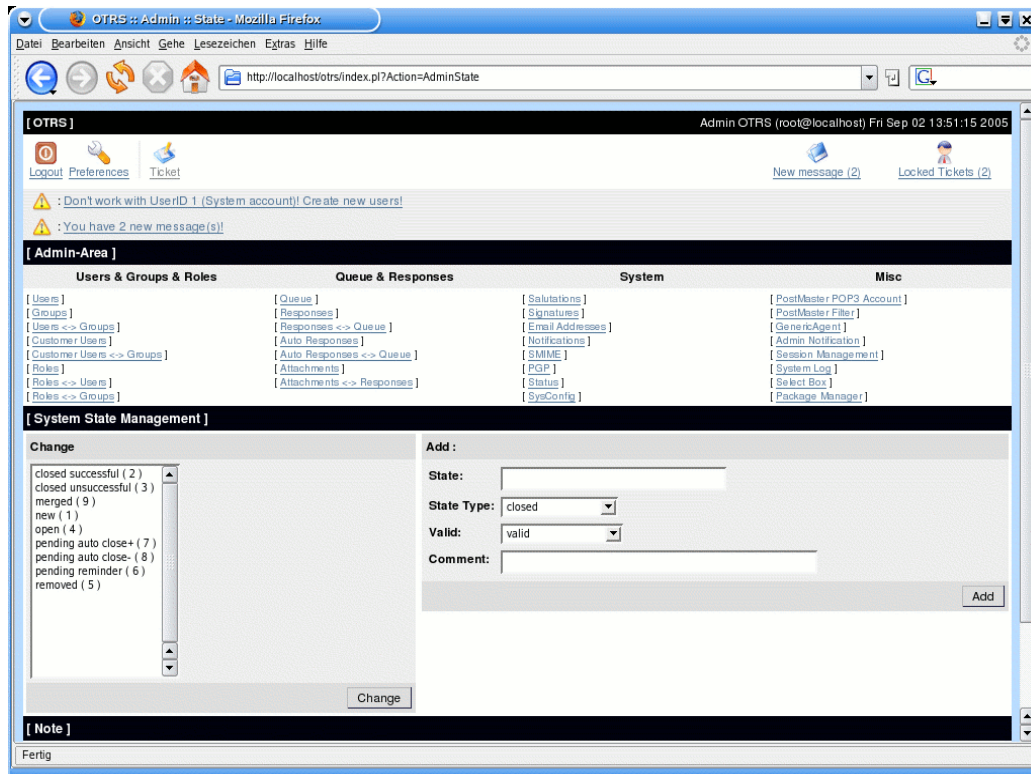 OTRS :: Admin :: State - Mozilla Firefox
Datei Bearbeiten Ansicht Gehe Lesezeichen Extras Hilfe
http://localhost/otrs/index.pl?Action=AdminState
G
[ OTRS ]
Admin OTRS (root@localhost) Fri Sep 02 13:51:15 2005
Logout Preferences Ticket
New message (2) Locked Tickets (2)
: Don't work with UserID 1 (System account)! Create new users!
: You have 2 new message(s)!
[ Admin-Area ]
Users & Groups & Roles Queue & Responses System Misc
[ Users ] [ Queue ] [ Salutations ] [ PostMaster POP3 Account ]
[ Groups ] [ Responses ] [ Signatures ] [ PostMaster Filter ]
[ Users <-> Groups ] [ Responses <-> Queue ] [ Email Addresses ] [ GenericAgent ]
[ Customer Users ] [ Auto Responses ] [ Notifications ] [ Admin Notification ]
[ Customer Users <-> Groups ] [ Auto Responses <-> Queue ] [ SMIME ] [ Session Management ]
[ Roles ] [ Attachments ] [ PGP ] [ System Log ]
[ Roles <-> Users ] [ Attachments <-> Responses ] [ Status ] [ Select Box ]
[ Roles <-> Groups ] [ SysConfig ] [ Package Manager ]
[ System State Management ]
Change
closed successful ( 2 )
closed unsuccessful ( 3 )
merged ( 9 )
new ( 1 )
open ( 4 )
pending auto close+ ( 7 )
pending auto close- ( 8 )
pending reminder ( 6 )
removed ( 5 )
Change
Add :
State:
State Type: closed
Valid: valid
Comment:
Add
[ Note ]
Fertig